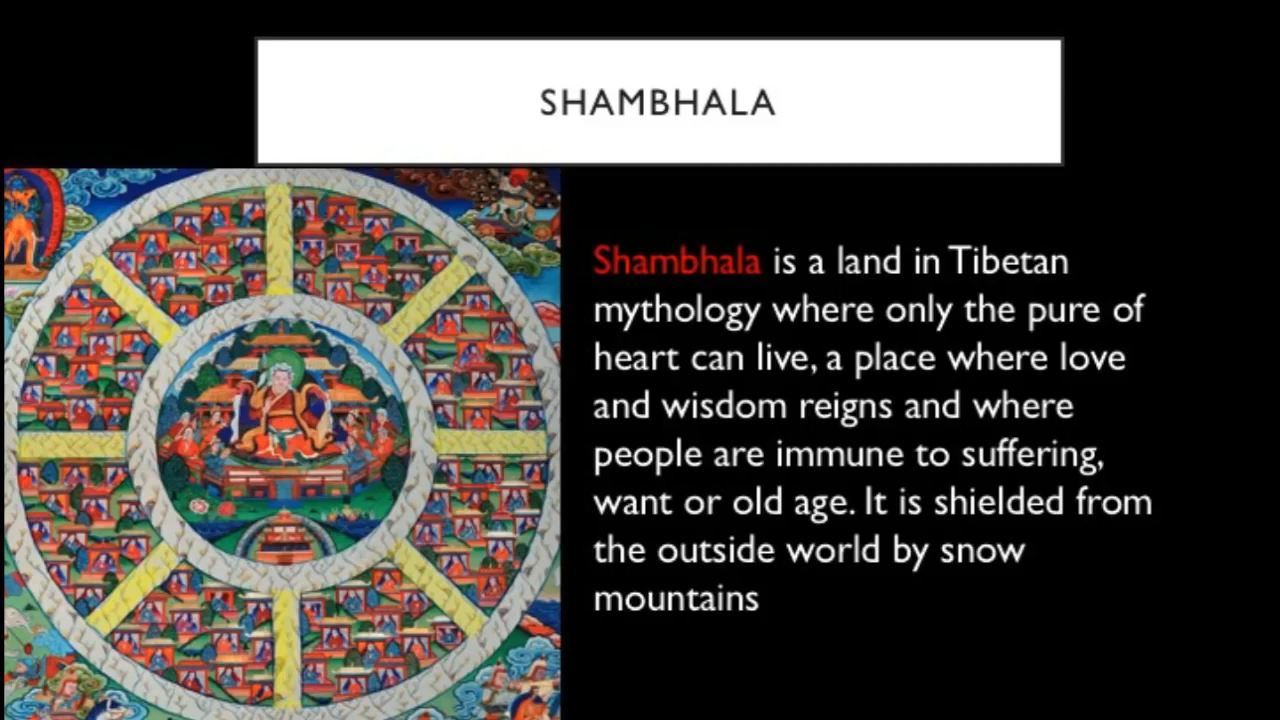 SHAMBHALA
Shambhala is a land in Tibetan
mythology where only the pure of
heart can live, a place where love
and wisdom reigns and where
people are immune to suffering,
want or old age. It is shielded from
the outside world by snow
mountains